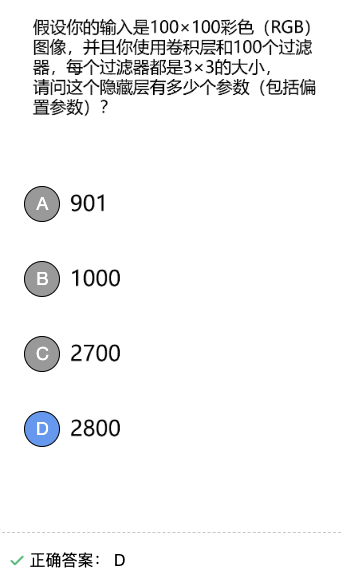 假设你的输入是100×100彩色（RGB）
图像，并且你使用卷积层和100个过滤
器，每个过滤器都是3×3的大小，
请问这个隐藏层有多少个参数（包括偏
置参数）？
A 901
B 1000
C 2700
D 2800
正确答案： D